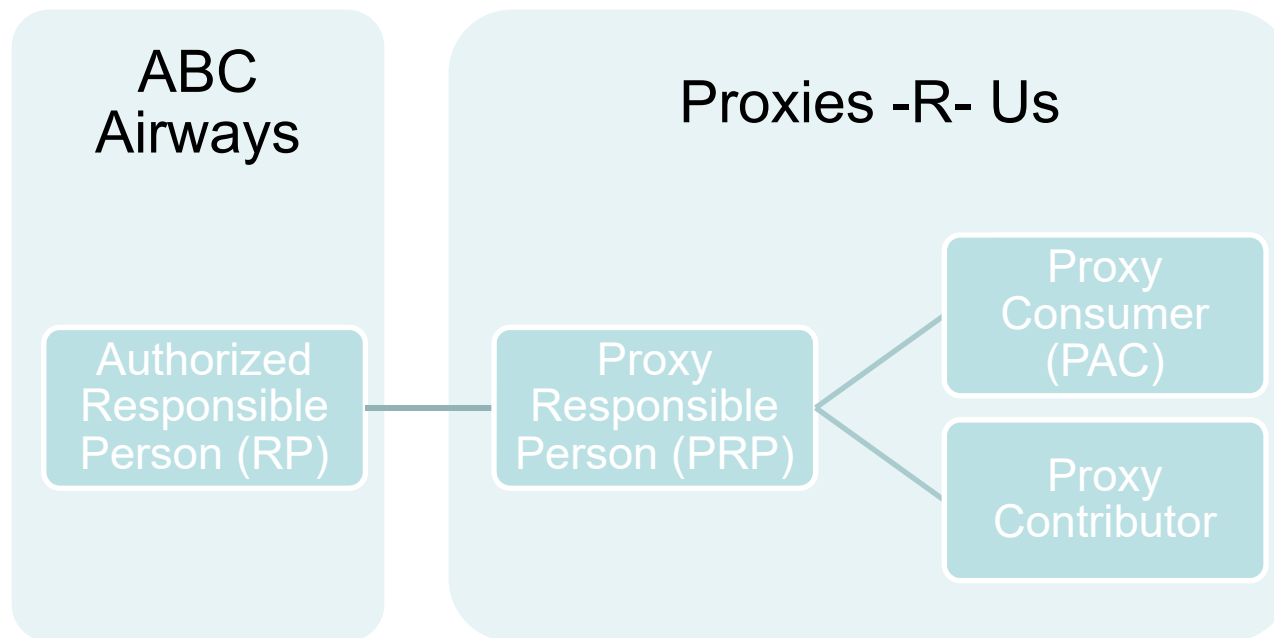 ABC
Airways
Proxies -R- Us
Authorized
Responsible
Person (RP)
Proxy
Responsible
Person (PRP)
Proxy
Consumer
(PAC)
Proxy
Contributor